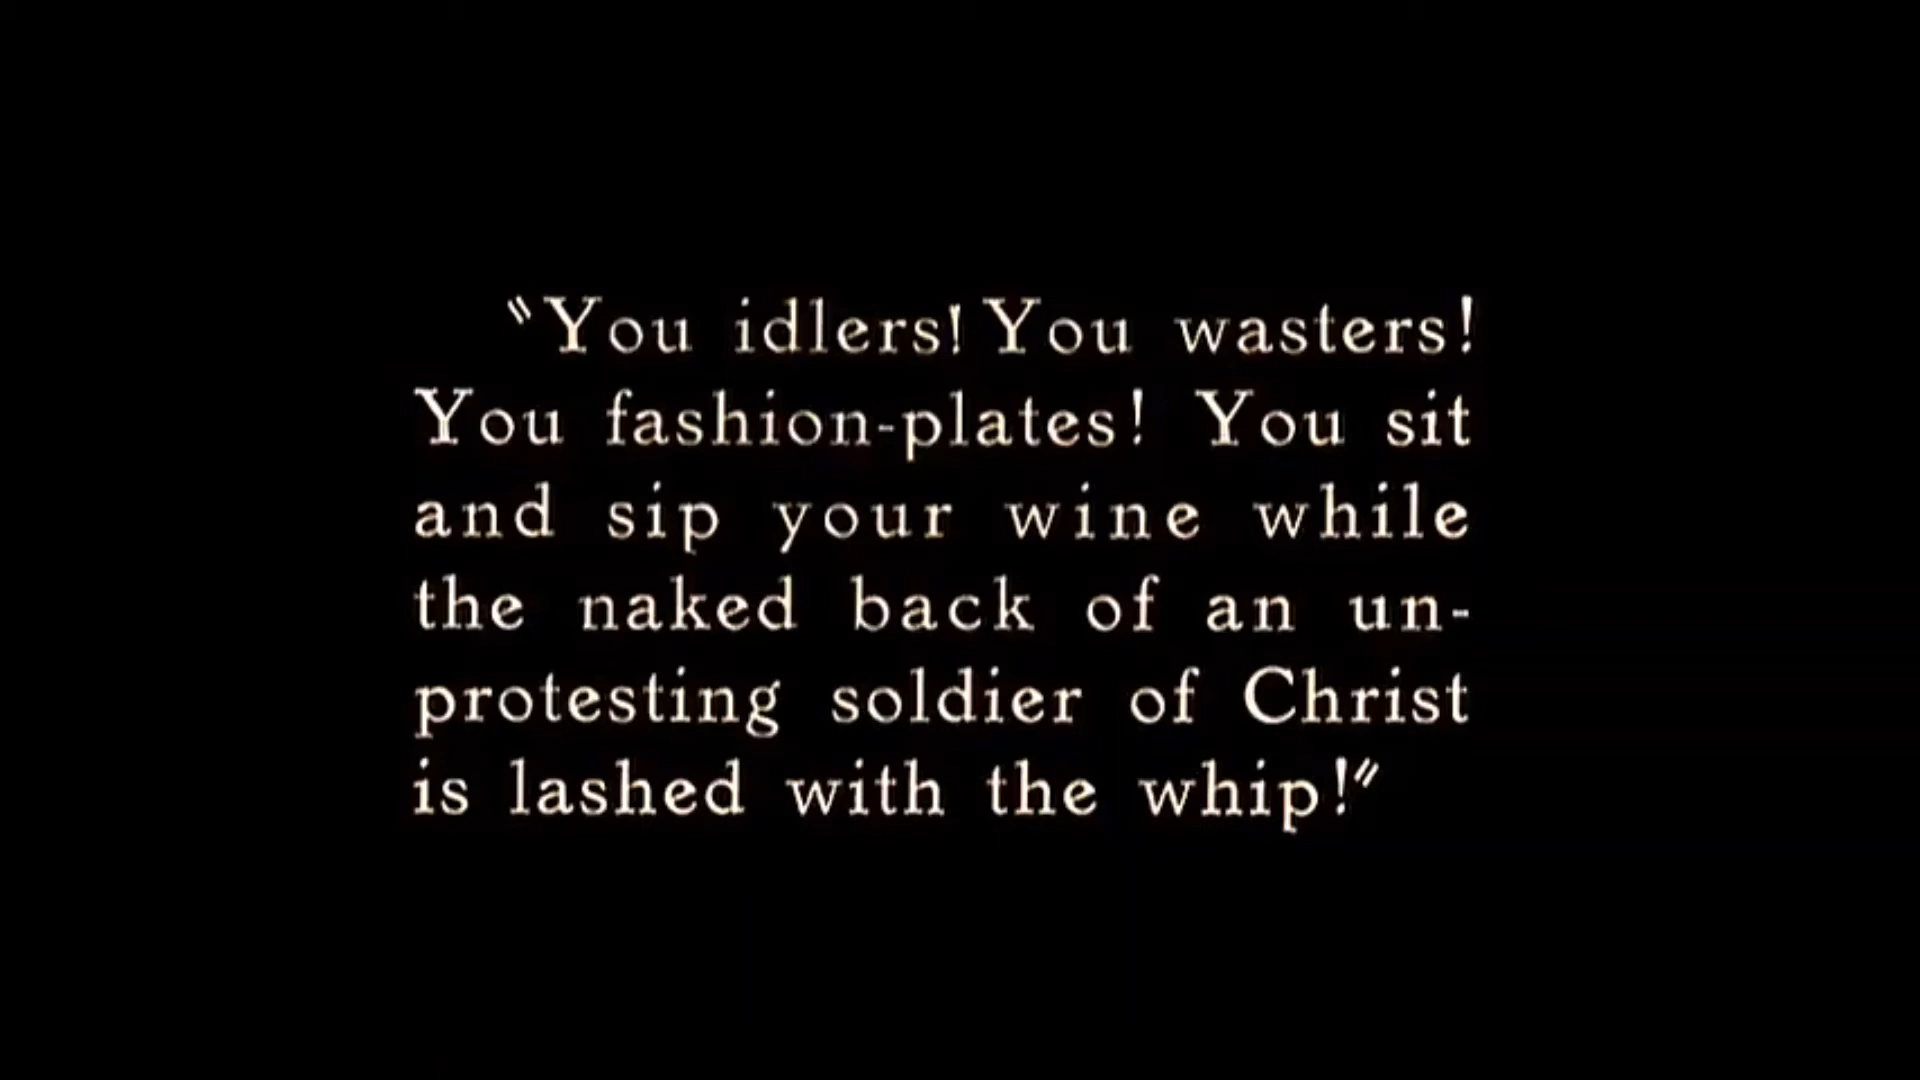 "You idlers! You wasters!
You fashion-plates! You sit
and sip your wine while
the naked back of an un-
protesting soldier of Christ
is lashed with the whip!"